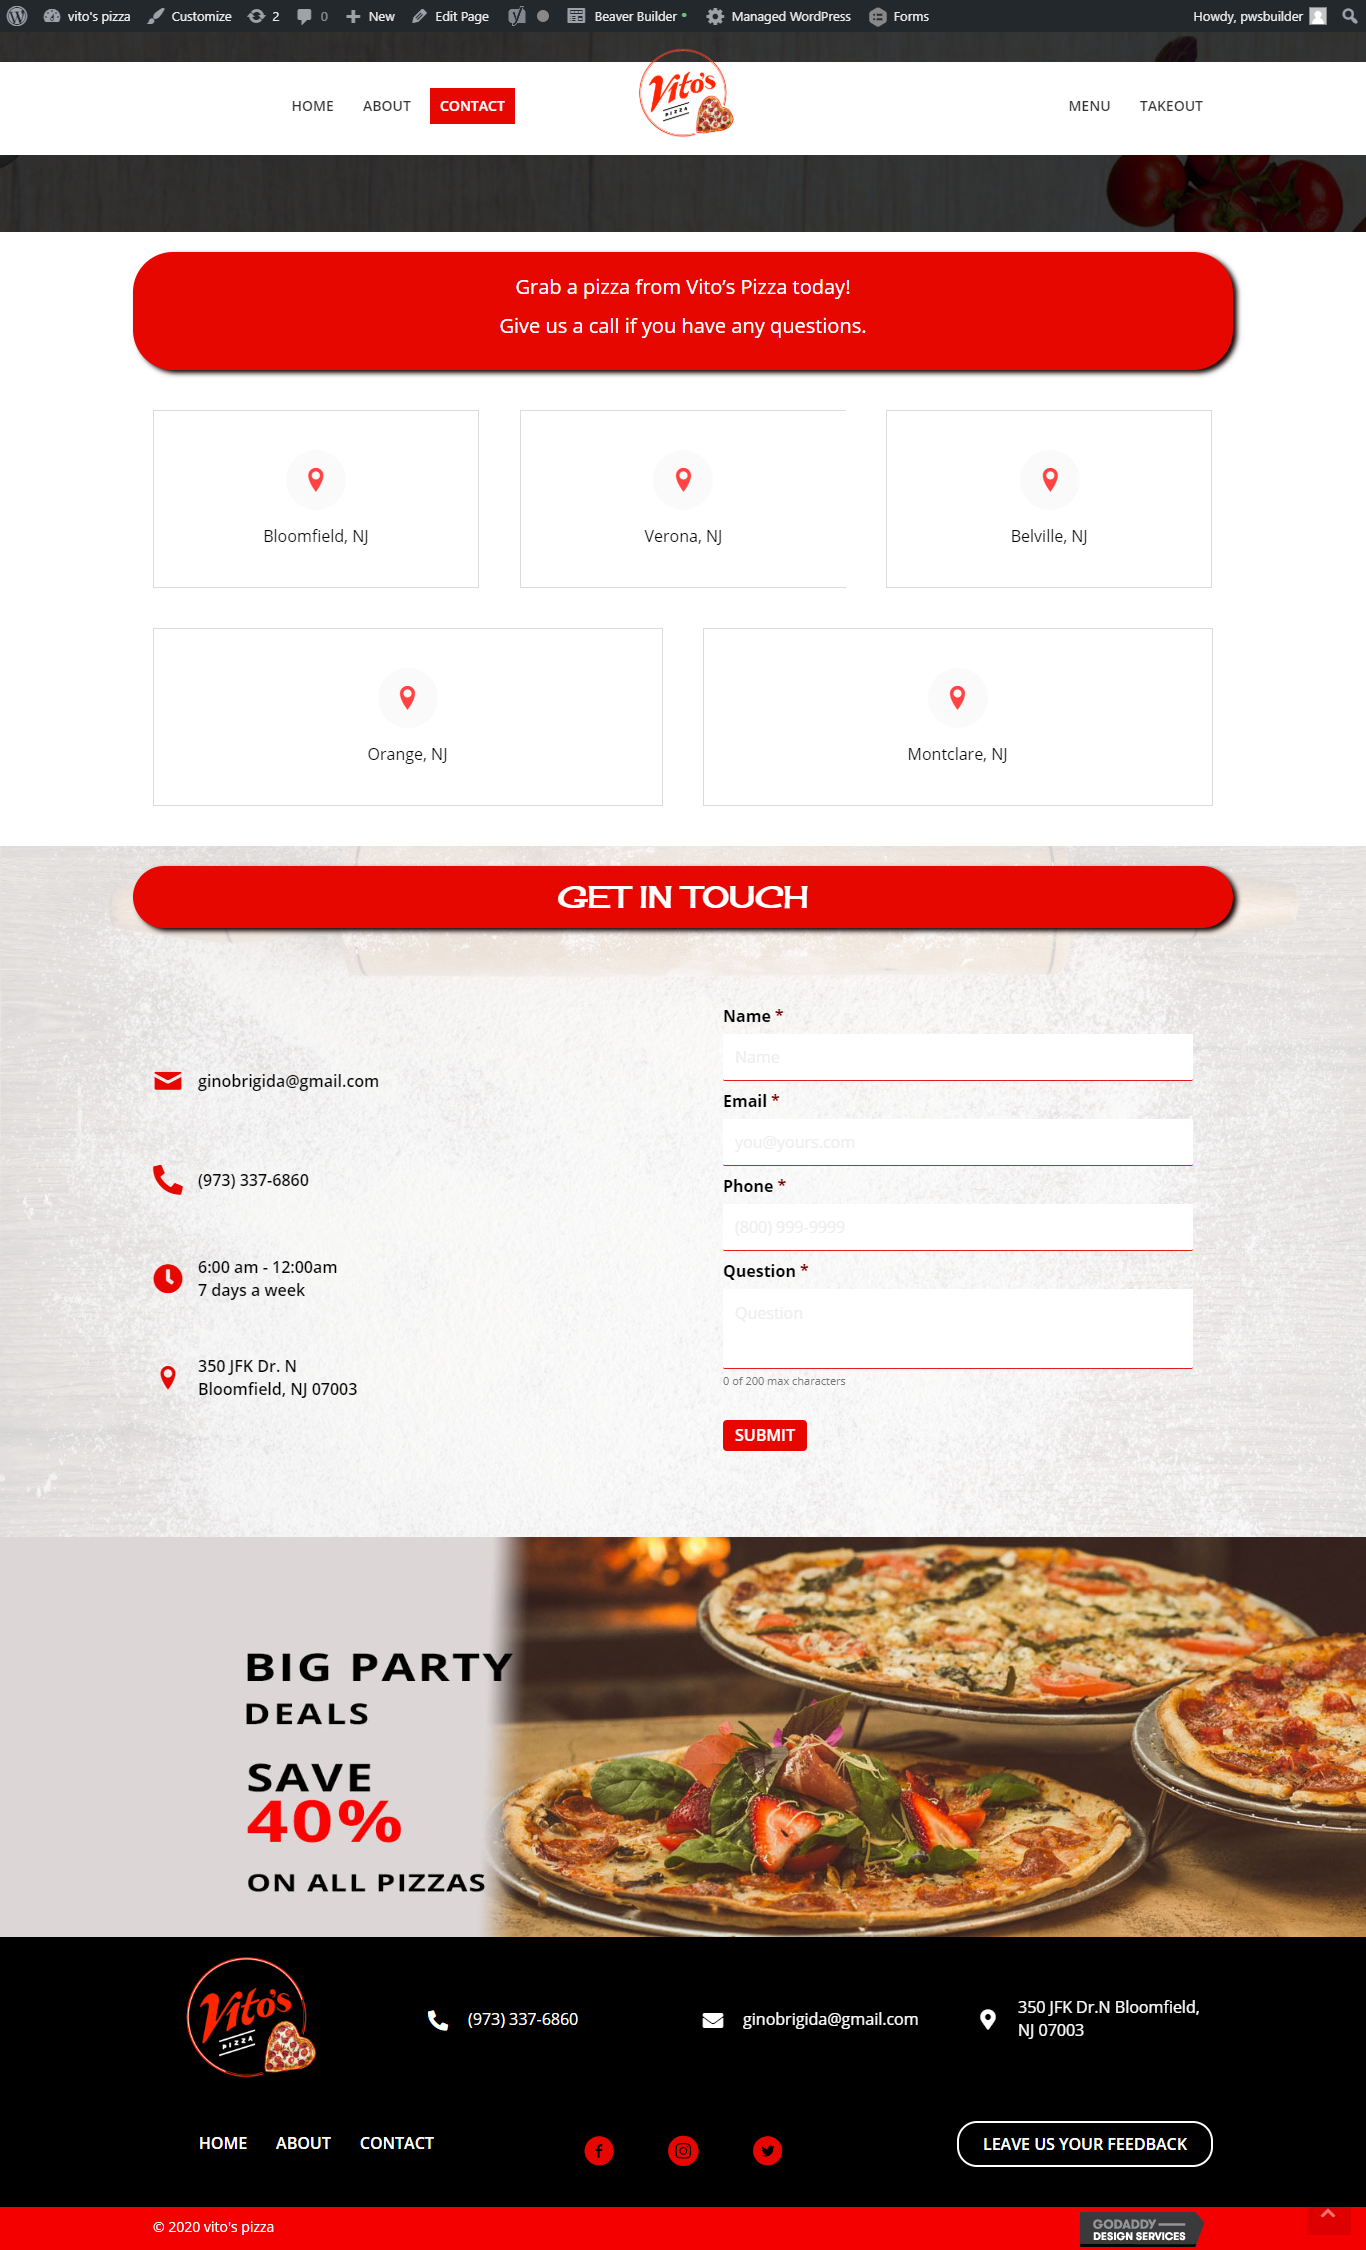 vito's pizza Customize 2 0 New Edit Page Beaver Builder Managed WordPress Forms Howdy, pwsbuilder
HOME ABOUT CONTACT
Vito's
PIZZA
MENU TAKEOUT
Grab a pizza from Vito’s Pizza today!
Give us a call if you have any questions.
Bloomfield, NJ
Verona, NJ
Belville, NJ
Orange, NJ
Montclare, NJ
GET IN TOUCH
ginobrigida@gmail.com
(973) 337-6860
6:00 am - 12:00am
7 days a week
350 JFK Dr. N
Bloomfield, NJ 07003
Name *
Name
Email *
you@yours.com
Phone *
(800) 999-9999
Question *
Question
0 of 200 max characters
SUBMIT
BIG PARTY
DEALS
SAVE
40%
ON ALL PIZZAS
Vito's
PIZZA
(973) 337-6860
ginobrigida@gmail.com
350 JFK Dr.N Bloomfield,
NJ 07003
HOME ABOUT CONTACT
LEAVE US YOUR FEEDBACK
© 2020 vito's pizza
GODADDY
DESIGN SERVICES